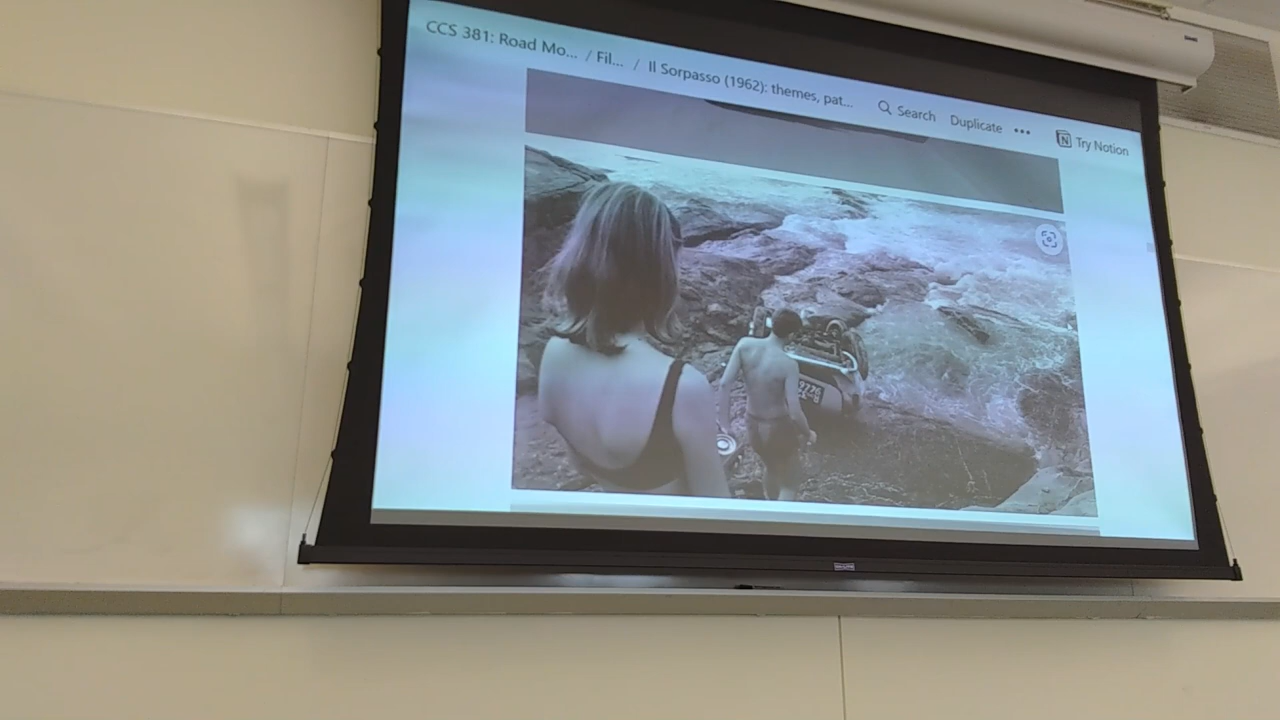 CCS 381: Road Mo... / Fil... / Il Sorpasso (1962): themes, pat...
Search
Duplicate
Try Notion